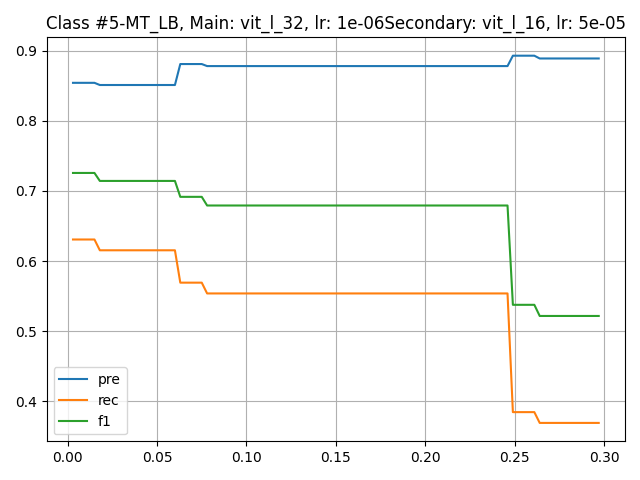 Class #5-MT_LB, Main: vit_l_32, lr: 1e-06Secondary: vit_l_16, lr: 5e-05
0.9
0.8
0.7
0.6
0.5
0.4
pre
rec
f1
0.00 0.05 0.10 0.15 0.20 0.25 0.30